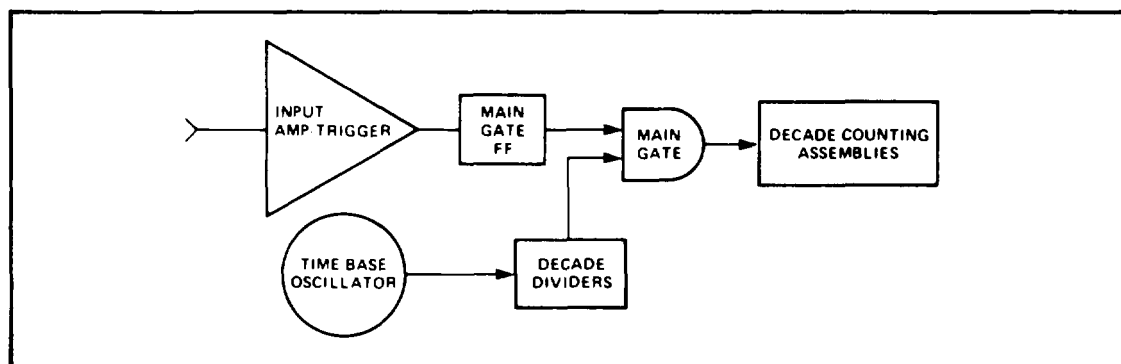 INPUT
AMP-TRIGGER
MAIN
GATE
FF
MAIN
GATE
DECADE COUNTING
ASSEMBLIES
TIME BASE
OSCILLATOR
DECADE
DIVIDERS